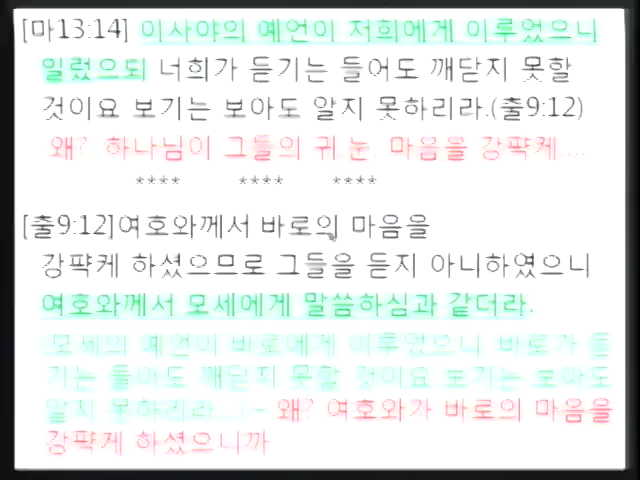 [마13:14] 이사야의 예언이 저희에게 이루었으니
일렀으되 너희가 듣기는 들어도 깨닫지 못할
것이요 보기는 보아도 알지 못하리라.(출9:12)
왜? 하나님이 그들의 귀.눈. 마음을 강퍅케....
**** **** ****
[출9:12]여호와께서 바로의 마음을
강퍅케 하셨으므로 그들을 듣지 아니하였으니
여호와께서 모세에게 말씀하심과 같더라.
모세의 예언이 바로에게 이루었으니 바로가 듣
기는 들어도 깨닫지 못할 것이요 보기는 보아도
알지 못하리라 왜? 여호와가 바로의 마음을
강퍅케 하셨으니까